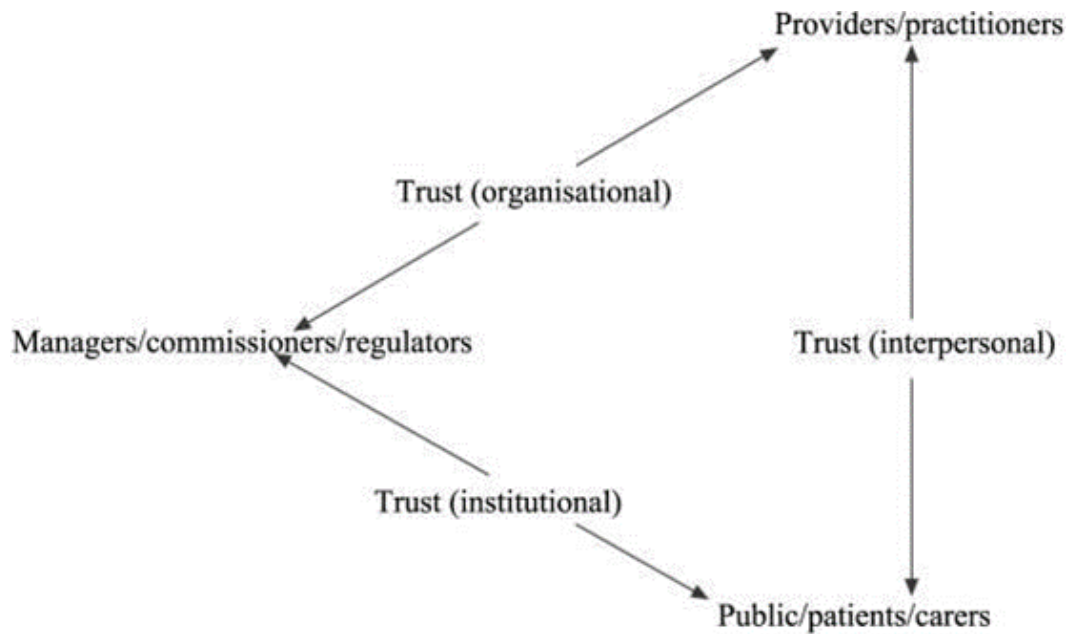 Providers/practitioners
Trust (organisational)
Managers/commissioners/regulators
Trust (interpersonal)
Trust (institutional)
Public/patients/carers